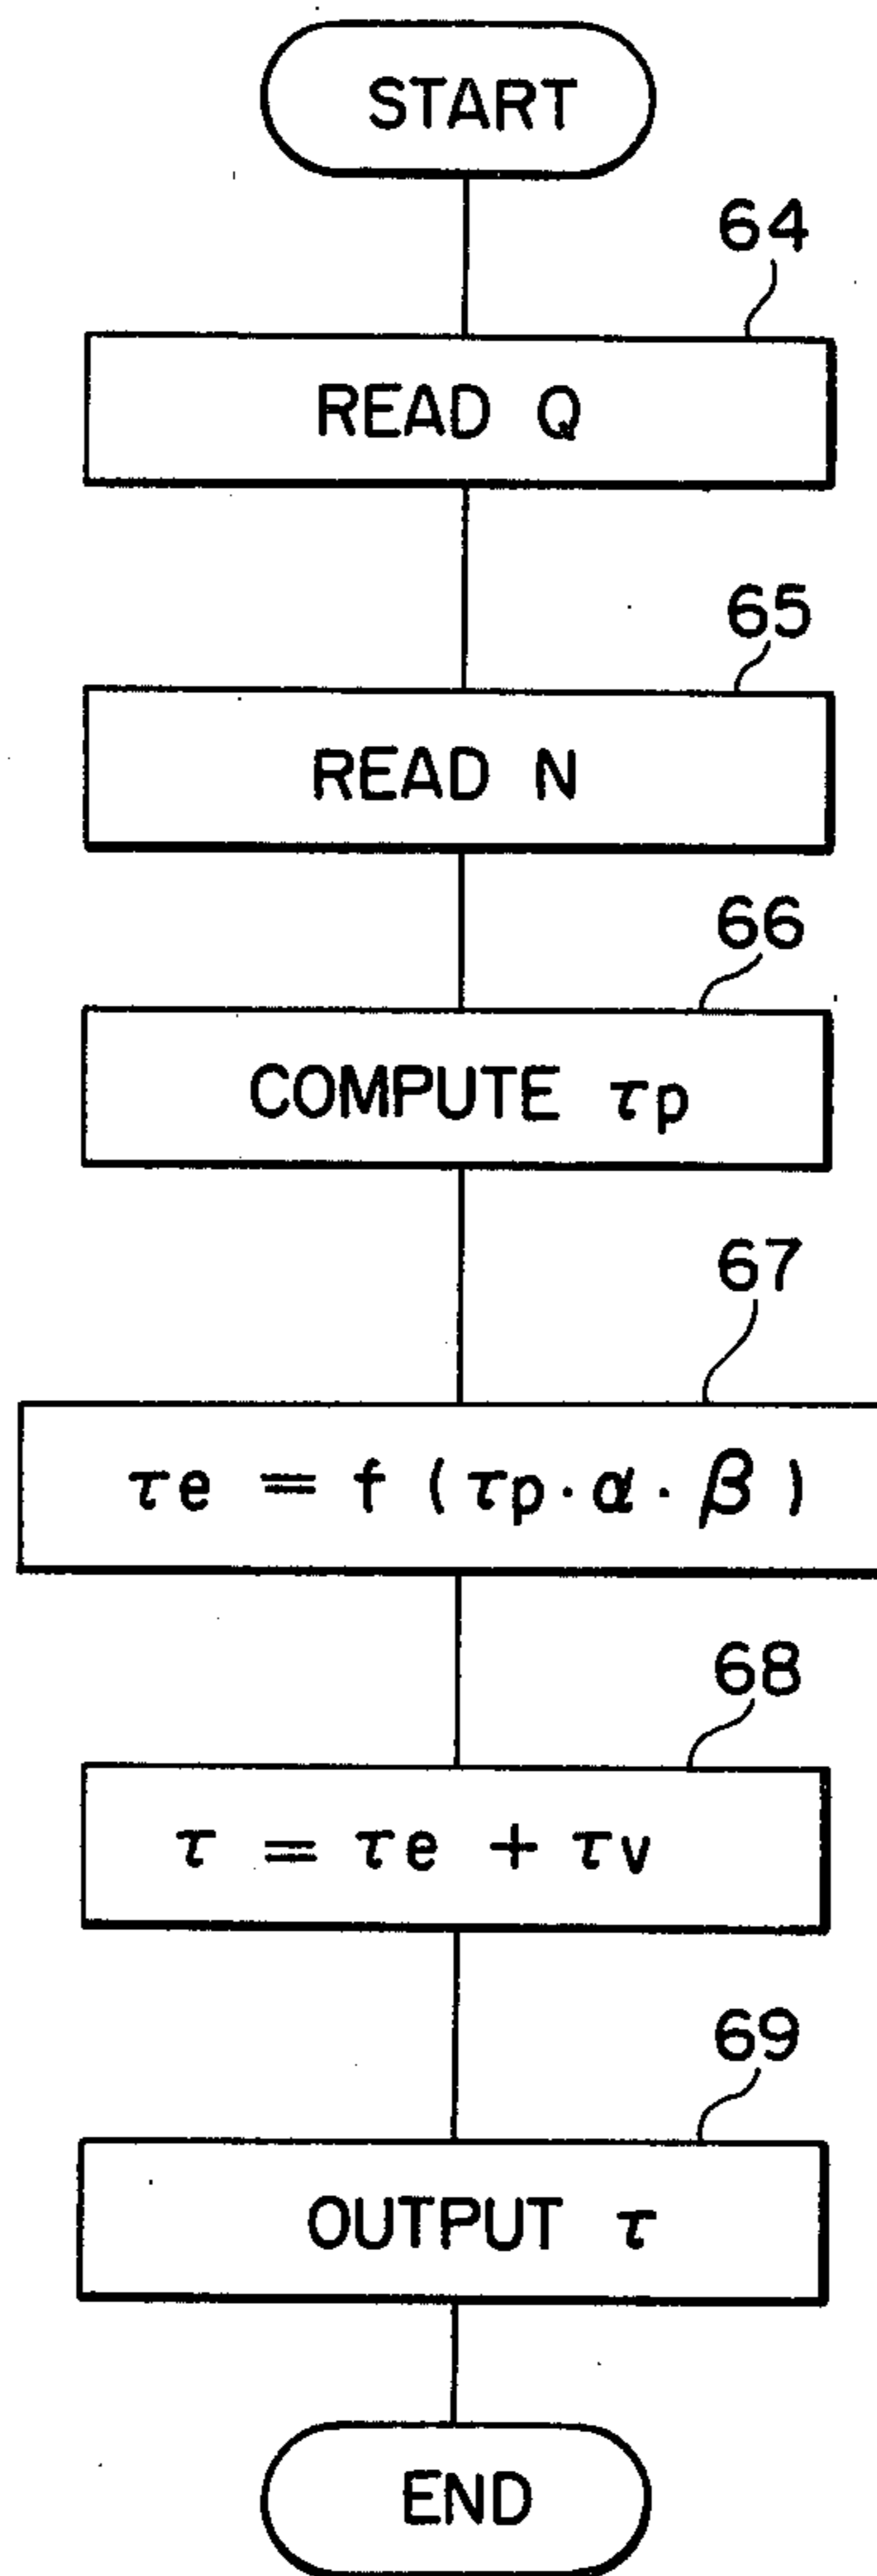 START
64
READ Q
65
READ N
66
COMPUTE τp
67
τe = f ( τp · α · β )
68
τ = τe + τv
69
OUTPUT τ
END